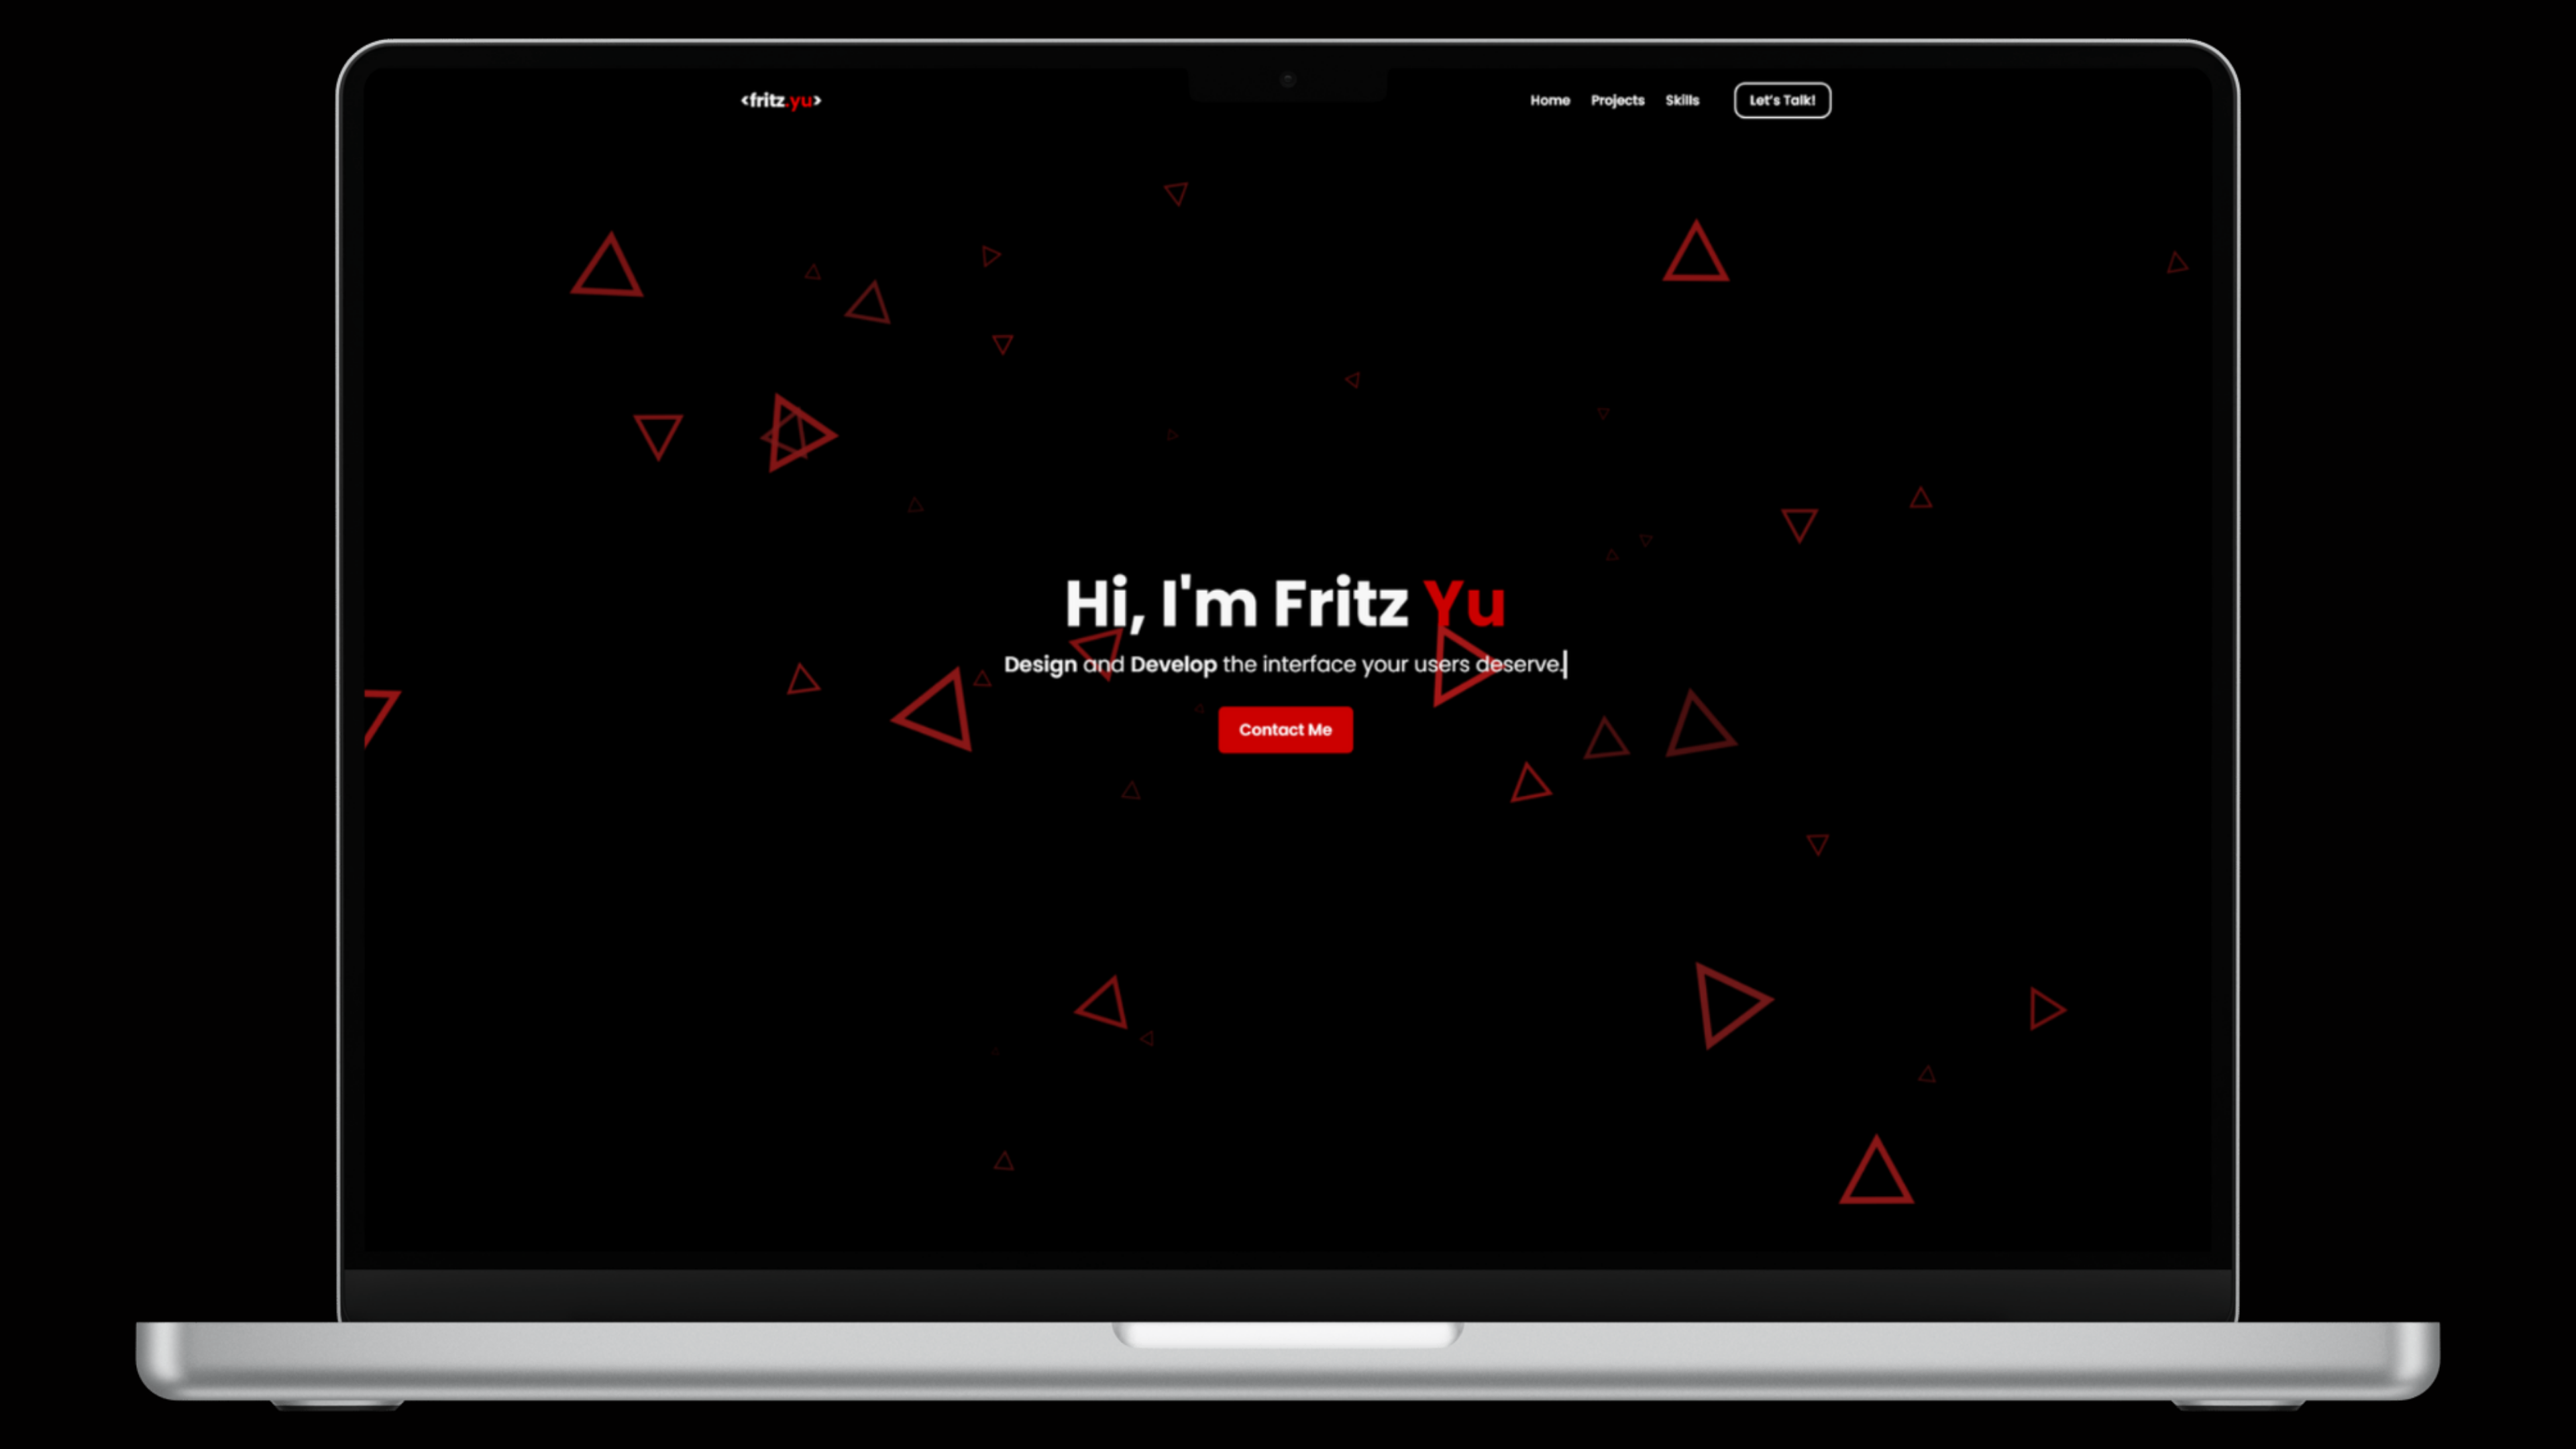 <fritz.yu>
Home Projects Skills Let's Talk!
Hi, I'm Fritz Yu
Design and Develop the interface your users deserve.
Contact Me